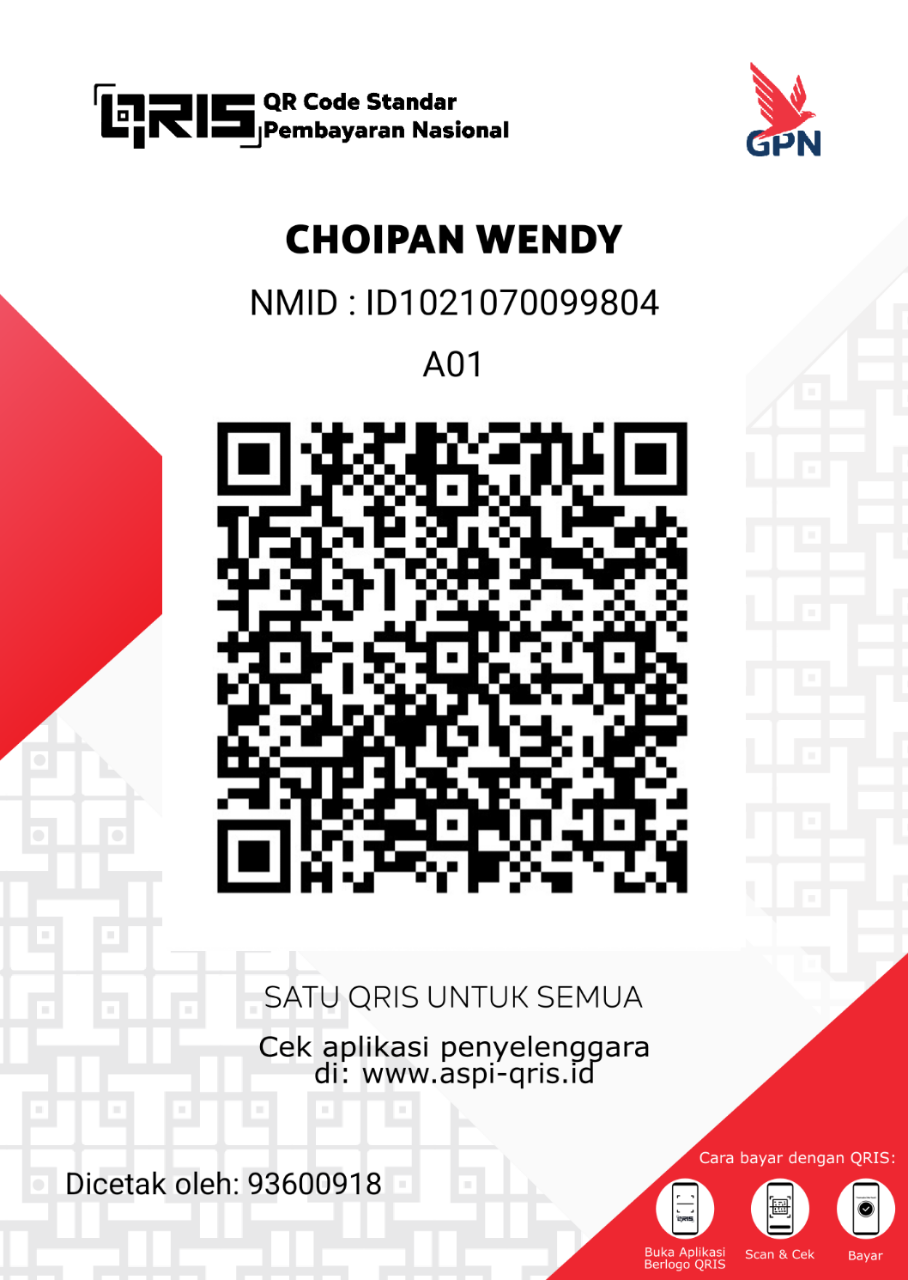 QRIS
QR Code Standar
Pembayaran Nasional
GPN
CHOIPAN WENDY
NMID : ID1021070099804
A01
SATU QRIS UNTUK SEMUA
Cek aplikasi penyelenggara
di: www.aspi-qris.id
Dicetak oleh: 93600918
Cara bayar dengan QRIS:
QRIS
Buka Aplikasi
Berlogo QRIS
Scan & Cek
Bayar